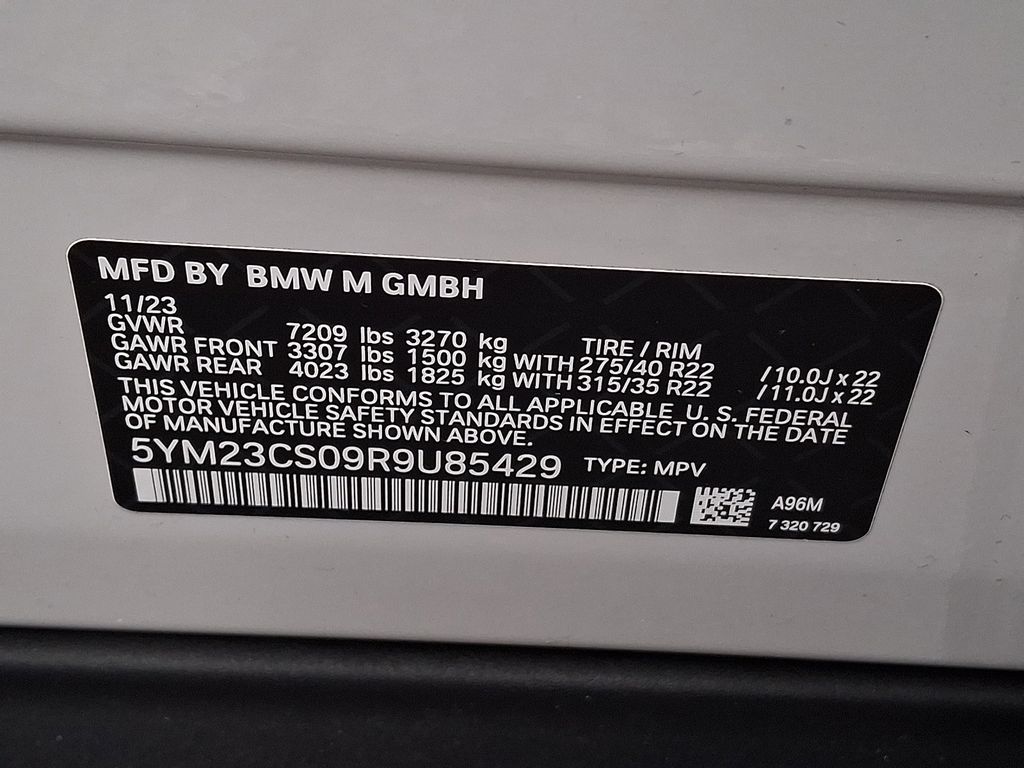 MFD BY BMW M GMBH
11/23
GVWR 7209 lbs 3270 kg TIRE / RIM
GAWR FRONT 3307 lbs 1500 kg WITH 275/40 R22 / 10.0J x 22
GAWR REAR 4023 lbs 1825 kg WITH 315/35 R22 / 11.0J x 22
THIS VEHICLE CONFORMS TO ALL APPLICABLE U. S. FEDERAL
MOTOR VEHICLE SAFETY STANDARDS IN EFFECT ON THE DATE
OF MANUFACTURE SHOWN ABOVE.
5YM23CS09R9U85429 TYPE: MPV
A96M
7 320 729